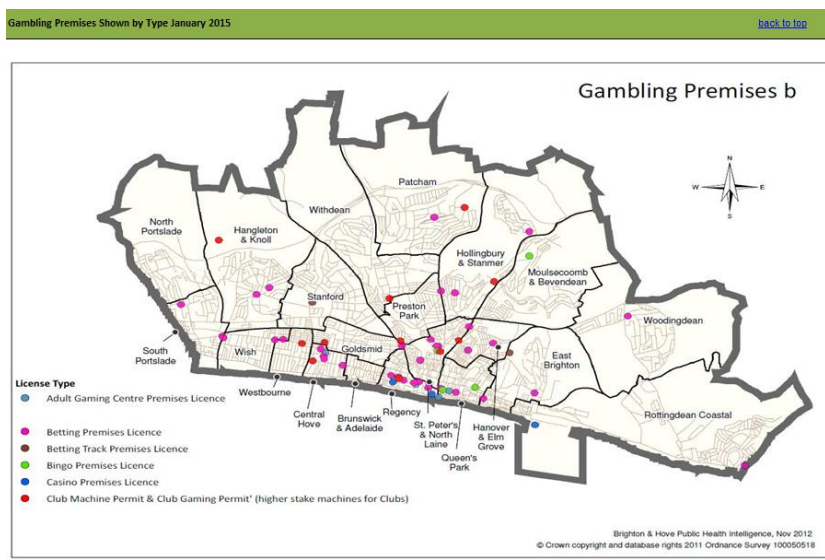 Gambling Premises Shown by Type January 2015
back to top
Gambling Premises b
N
W
E
S
Patcham
Withdean
North
Portslade
Hangleton
& Knoll
Hollingbury
& Stanmer
Moulsecoomb
& Bevendean
Stanford
Preston
Park
Woodingdean
South
Portslade
Wish
Goldsmid
East
Brighton
Westbourne
Central
Hove
Brunswick
& Adelaide
Regency
St. Peter's
& North
Laine
Queen's
Park
Hanover
& Elm
Grove
Rottingdean Coastal
License Type
Adult Gaming Centre Premises Licence
Betting Premises Licence
Betting Track Premises Licence
Bingo Premises Licence
Casino Premises Licence
Club Machine Permit & Club Gaming Permit' (higher stake machines for Clubs)
Brighton & Hove Public Health Intelligence, Nov 2012
© Crown copyright and database rights 2011 Ordnance Survey 100050518